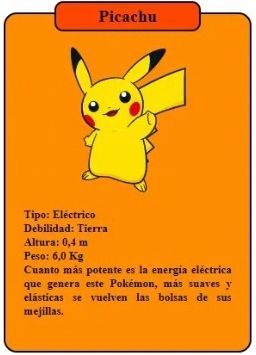 Picachu
Tipo: Eléctrico
Debilidad: Tierra
Altura: 0,4 m
Peso: 6,0 Kg
Cuanto más potente es la energía eléctrica
que genera este Pokémon, más suaves y
elásticas se vuelven las bolsas de sus
mejillas.